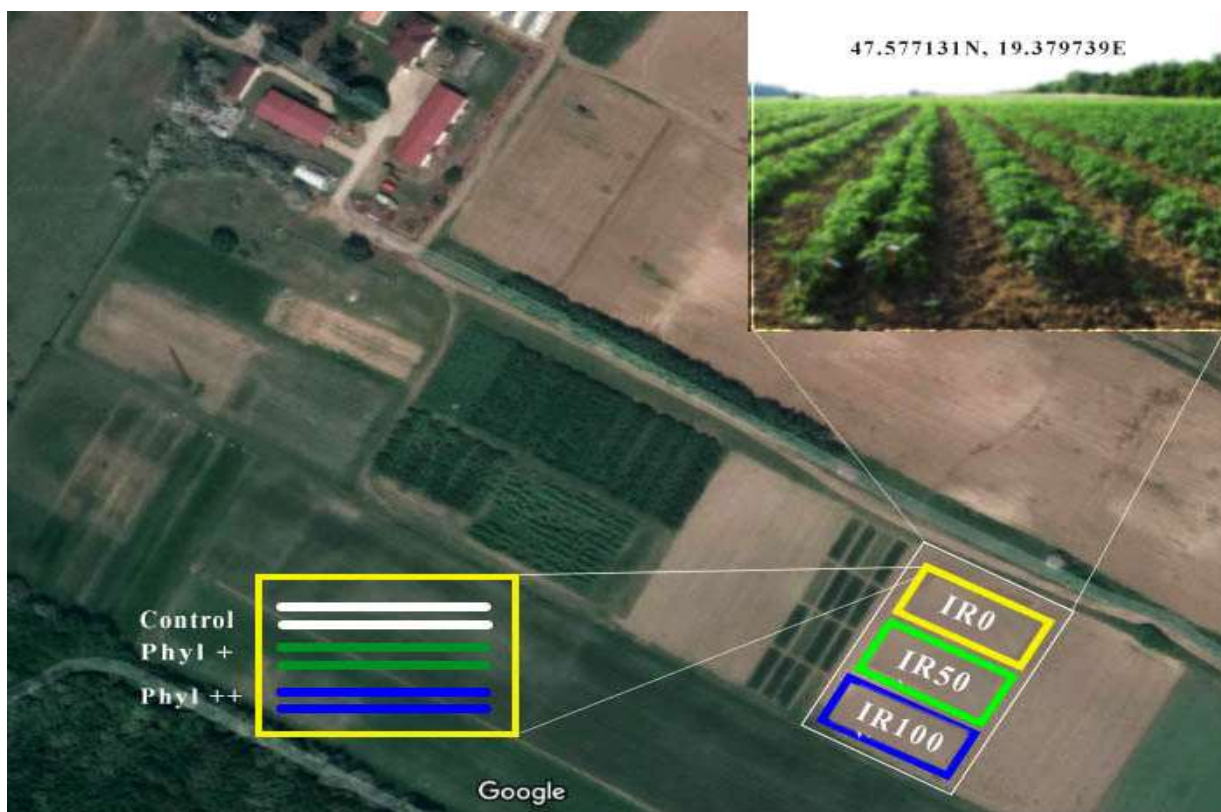 47.577131N, 19.379739E
IR0
IR50
IR100
Control
Phyl +
Phyl ++
Google